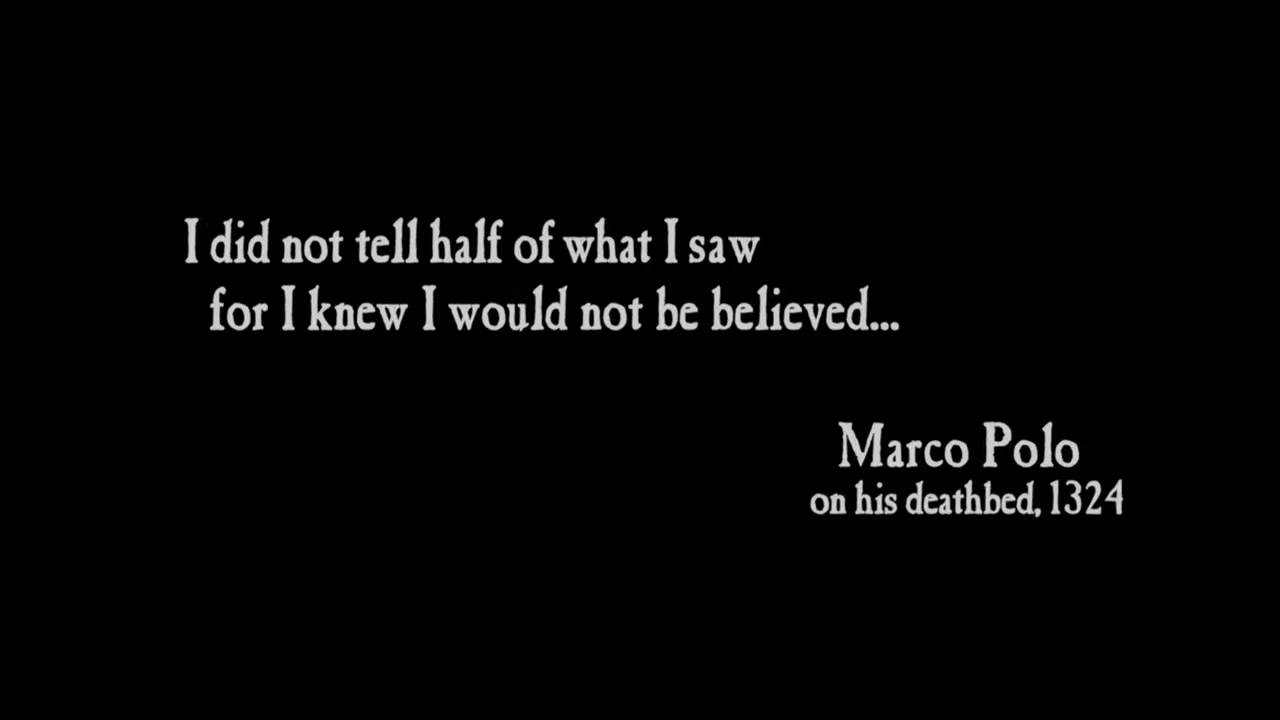 I did not tell half of what I saw
for I knew I would not be believed...
Marco Polo
on his deathbed, 1324